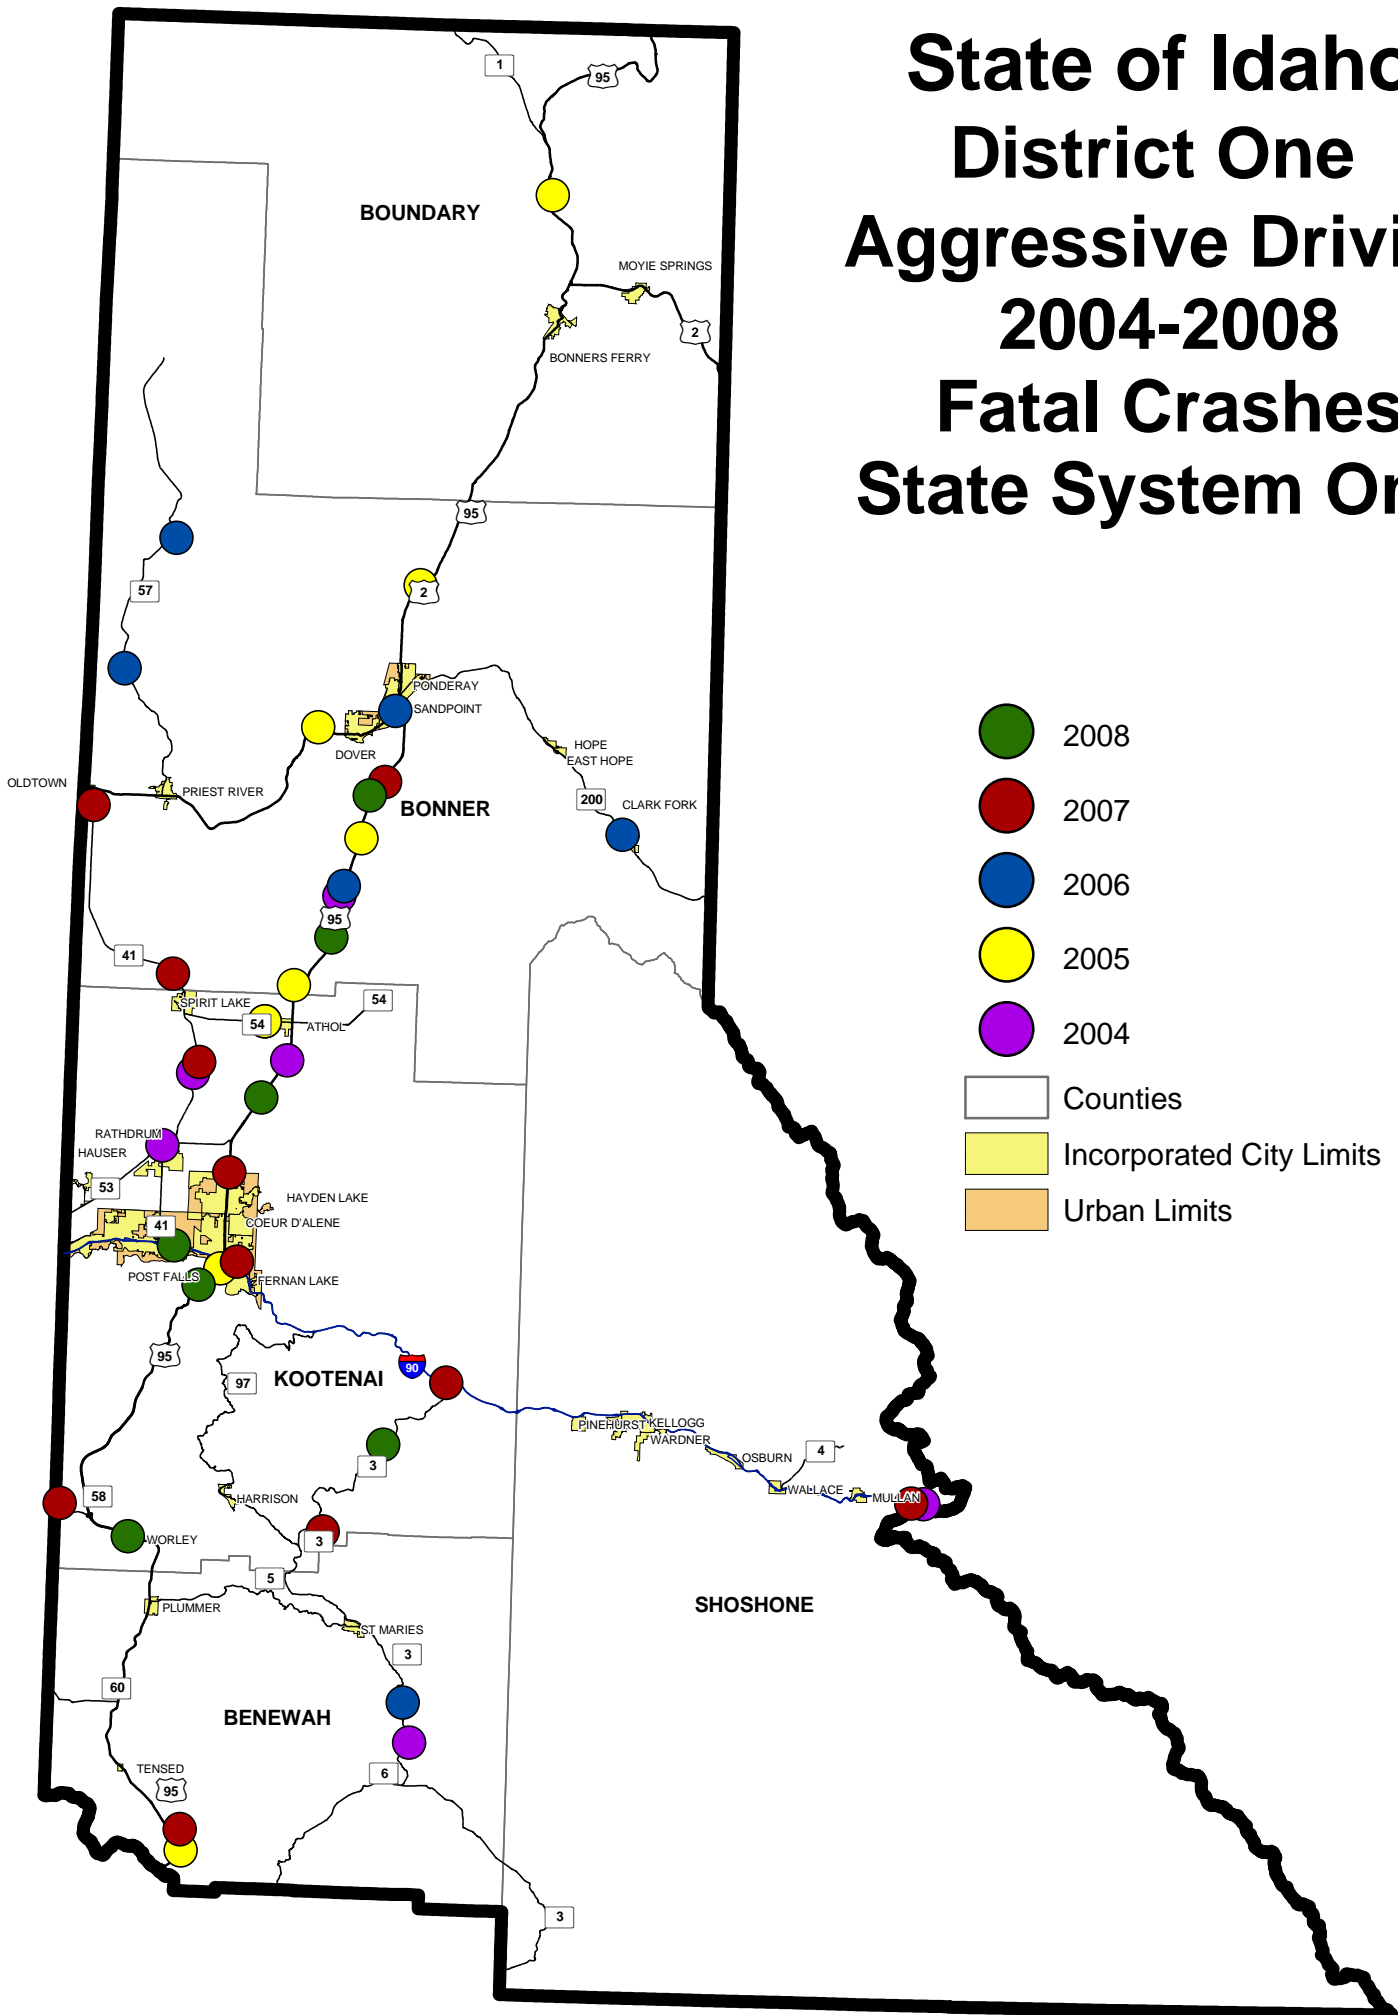 State of Idaho
District One
Aggressive Drivi
2004-2008
Fatal Crashes
State System On
1
95
BOUNDARY
MOYIE SPRINGS
2
BONNERS FERRY
95
57
2
PONDERAY
SANDPOINT
DOVER
HOPE
EAST HOPE
OLDTOWN
PRIEST RIVER
200
CLARK FORK
BONNER
95
41
SPIRIT LAKE
54
54
ATHOL
RATHDRUM
HAUSER
53
HAYDEN LAKE
COEUR D'ALENE
41
POST FALLS
FERNAN LAKE
95
90
97
KOOTENAI
PINEHURST
KELLOGG
WARDNER
OSBURN
4
3
WALLACE
MULLAN
58
HARRISON
WORLEY
3
5
PLUMMER
ST MARIES
SHOSHONE
3
60
BENEWAH
TENSED
95
6
3
2008
2007
2006
2005
2004
Counties
Incorporated City Limits
Urban Limits